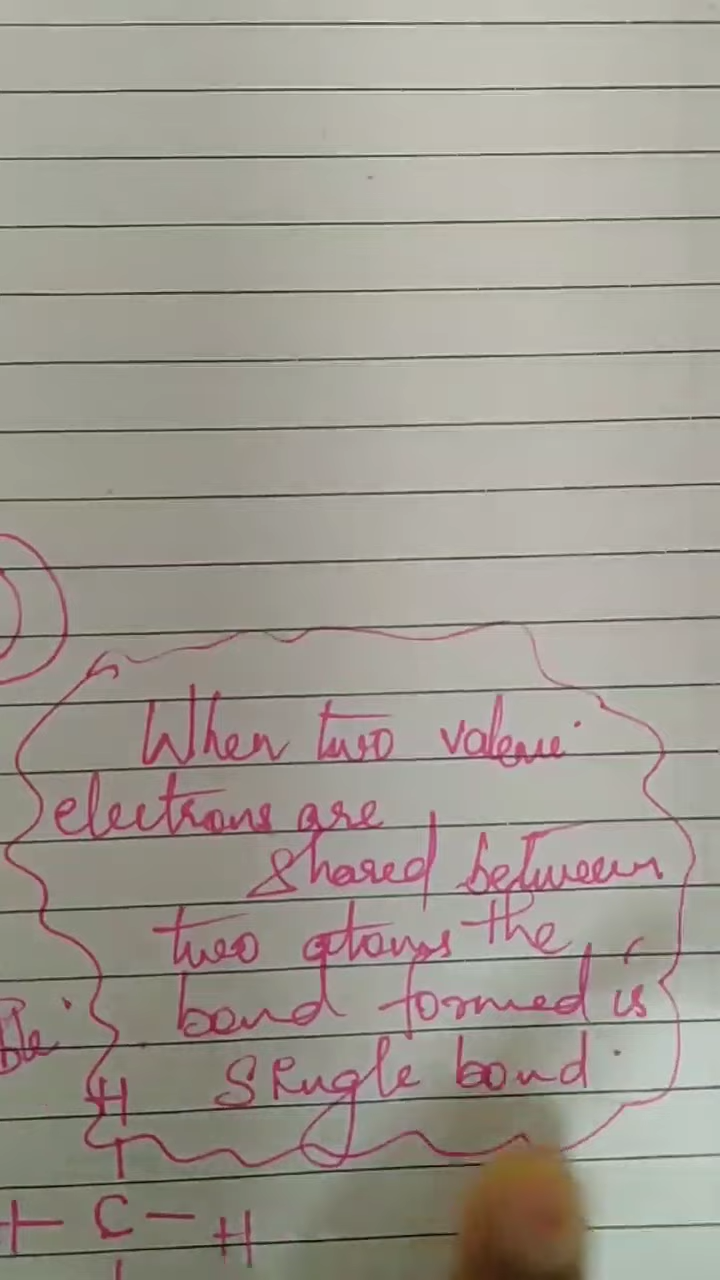 When two valence
electrons are
shared between
two atoms the
bond formed is
single bond.
H
C - H